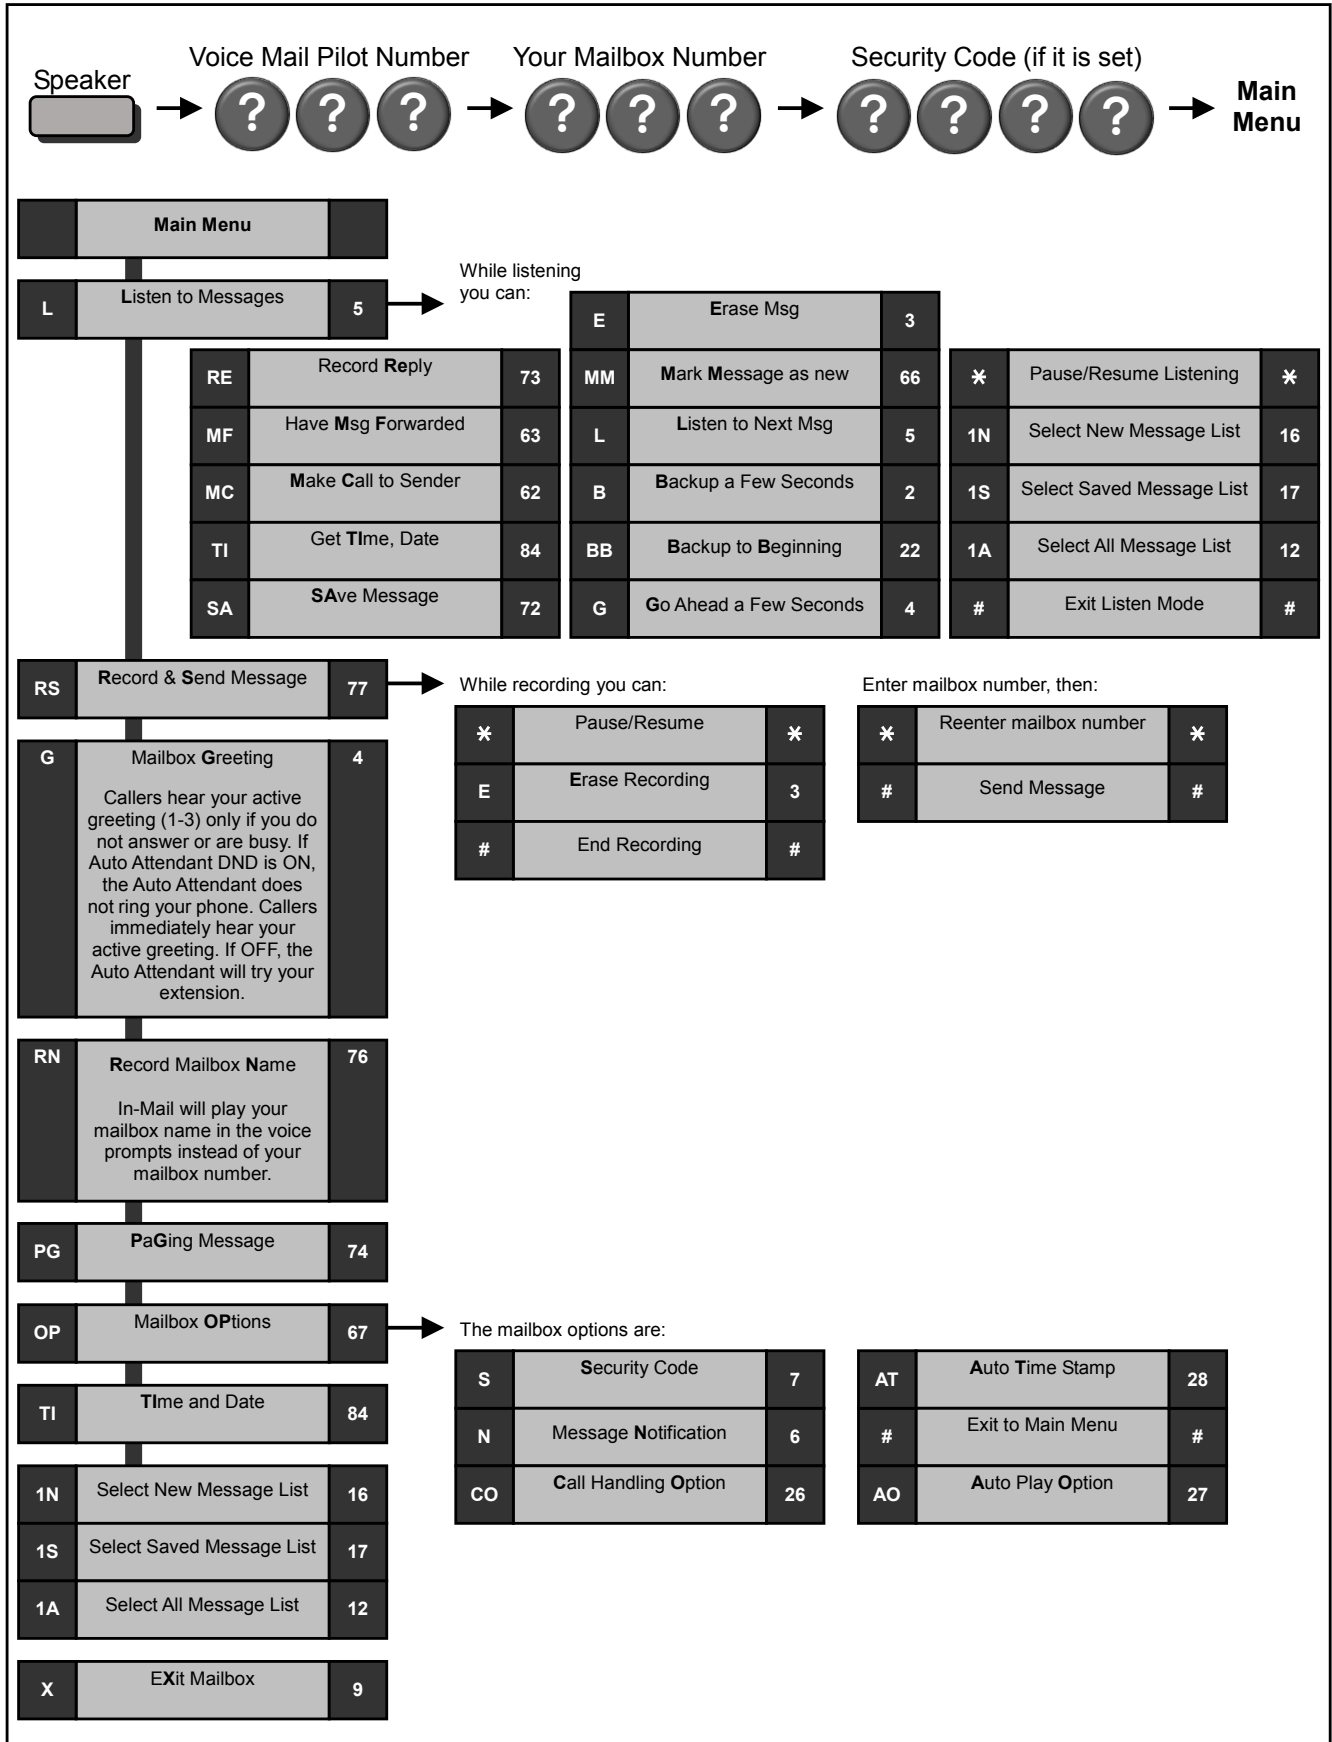 Voice Mail Pilot Number
Your Mailbox Number
Security Code (if it is set)
Speaker
? ? ?
? ? ?
? ? ? ?
Main
Menu
Main Menu
L Listen to Messages 5
While listening
you can:
E Erase Msg 3
RE Record Reply 73
MM Mark Message as new 66
* Pause/Resume Listening *
MF Have Msg Forwarded 63
L Listen to Next Msg 5
1N Select New Message List 16
MC Make Call to Sender 62
B Backup a Few Seconds 2
1S Select Saved Message List 17
TI Get TIme, Date 84
BB Backup to Beginning 22
1A Select All Message List 12
SA SAve Message 72
G Go Ahead a Few Seconds 4
# Exit Listen Mode #
RS Record & Send Message 77
While recording you can:
* Pause/Resume *
E Erase Recording 3
# End Recording #
Enter mailbox number, then:
* Reenter mailbox number *
# Send Message #
G Mailbox Greeting 4
Callers hear your active
greeting (1-3) only if you do
not answer or are busy. If
Auto Attendant DND is ON,
the Auto Attendant does
not ring your phone. Callers
immediately hear your
active greeting. If OFF, the
Auto Attendant will try your
extension.
RN Record Mailbox Name 76
In-Mail will play your
mailbox name in the voice
prompts instead of your
mailbox number.
PG PaGing Message 74
OP Mailbox OPtions 67
The mailbox options are:
S Security Code 7
AT Auto Time Stamp 28
N Message Notification 6
# Exit to Main Menu #
CO Call Handling Option 26
AO Auto Play Option 27
TI TIme and Date 84
1N Select New Message List 16
1S Select Saved Message List 17
1A Select All Message List 12
X EXit Mailbox 9